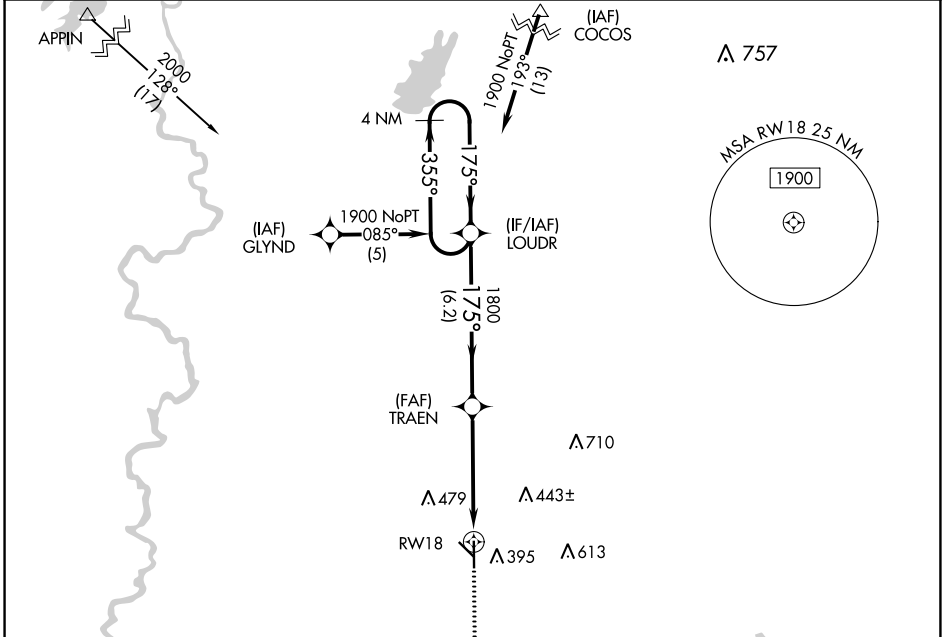 APPIN
2000
128°
(17)
(IAF)
COCOS
1900 NoPT
193°
(13)
757
4 NM
355°
175°
MSA RW18 25 NM
1900
(IAF)
GLYND
1900 NoPT
085°
(5)
(IF/IAF)
LOUDR
1800
175°
(6.2)
(FAF)
TRAEN
710
479
443±
RW18
395
613